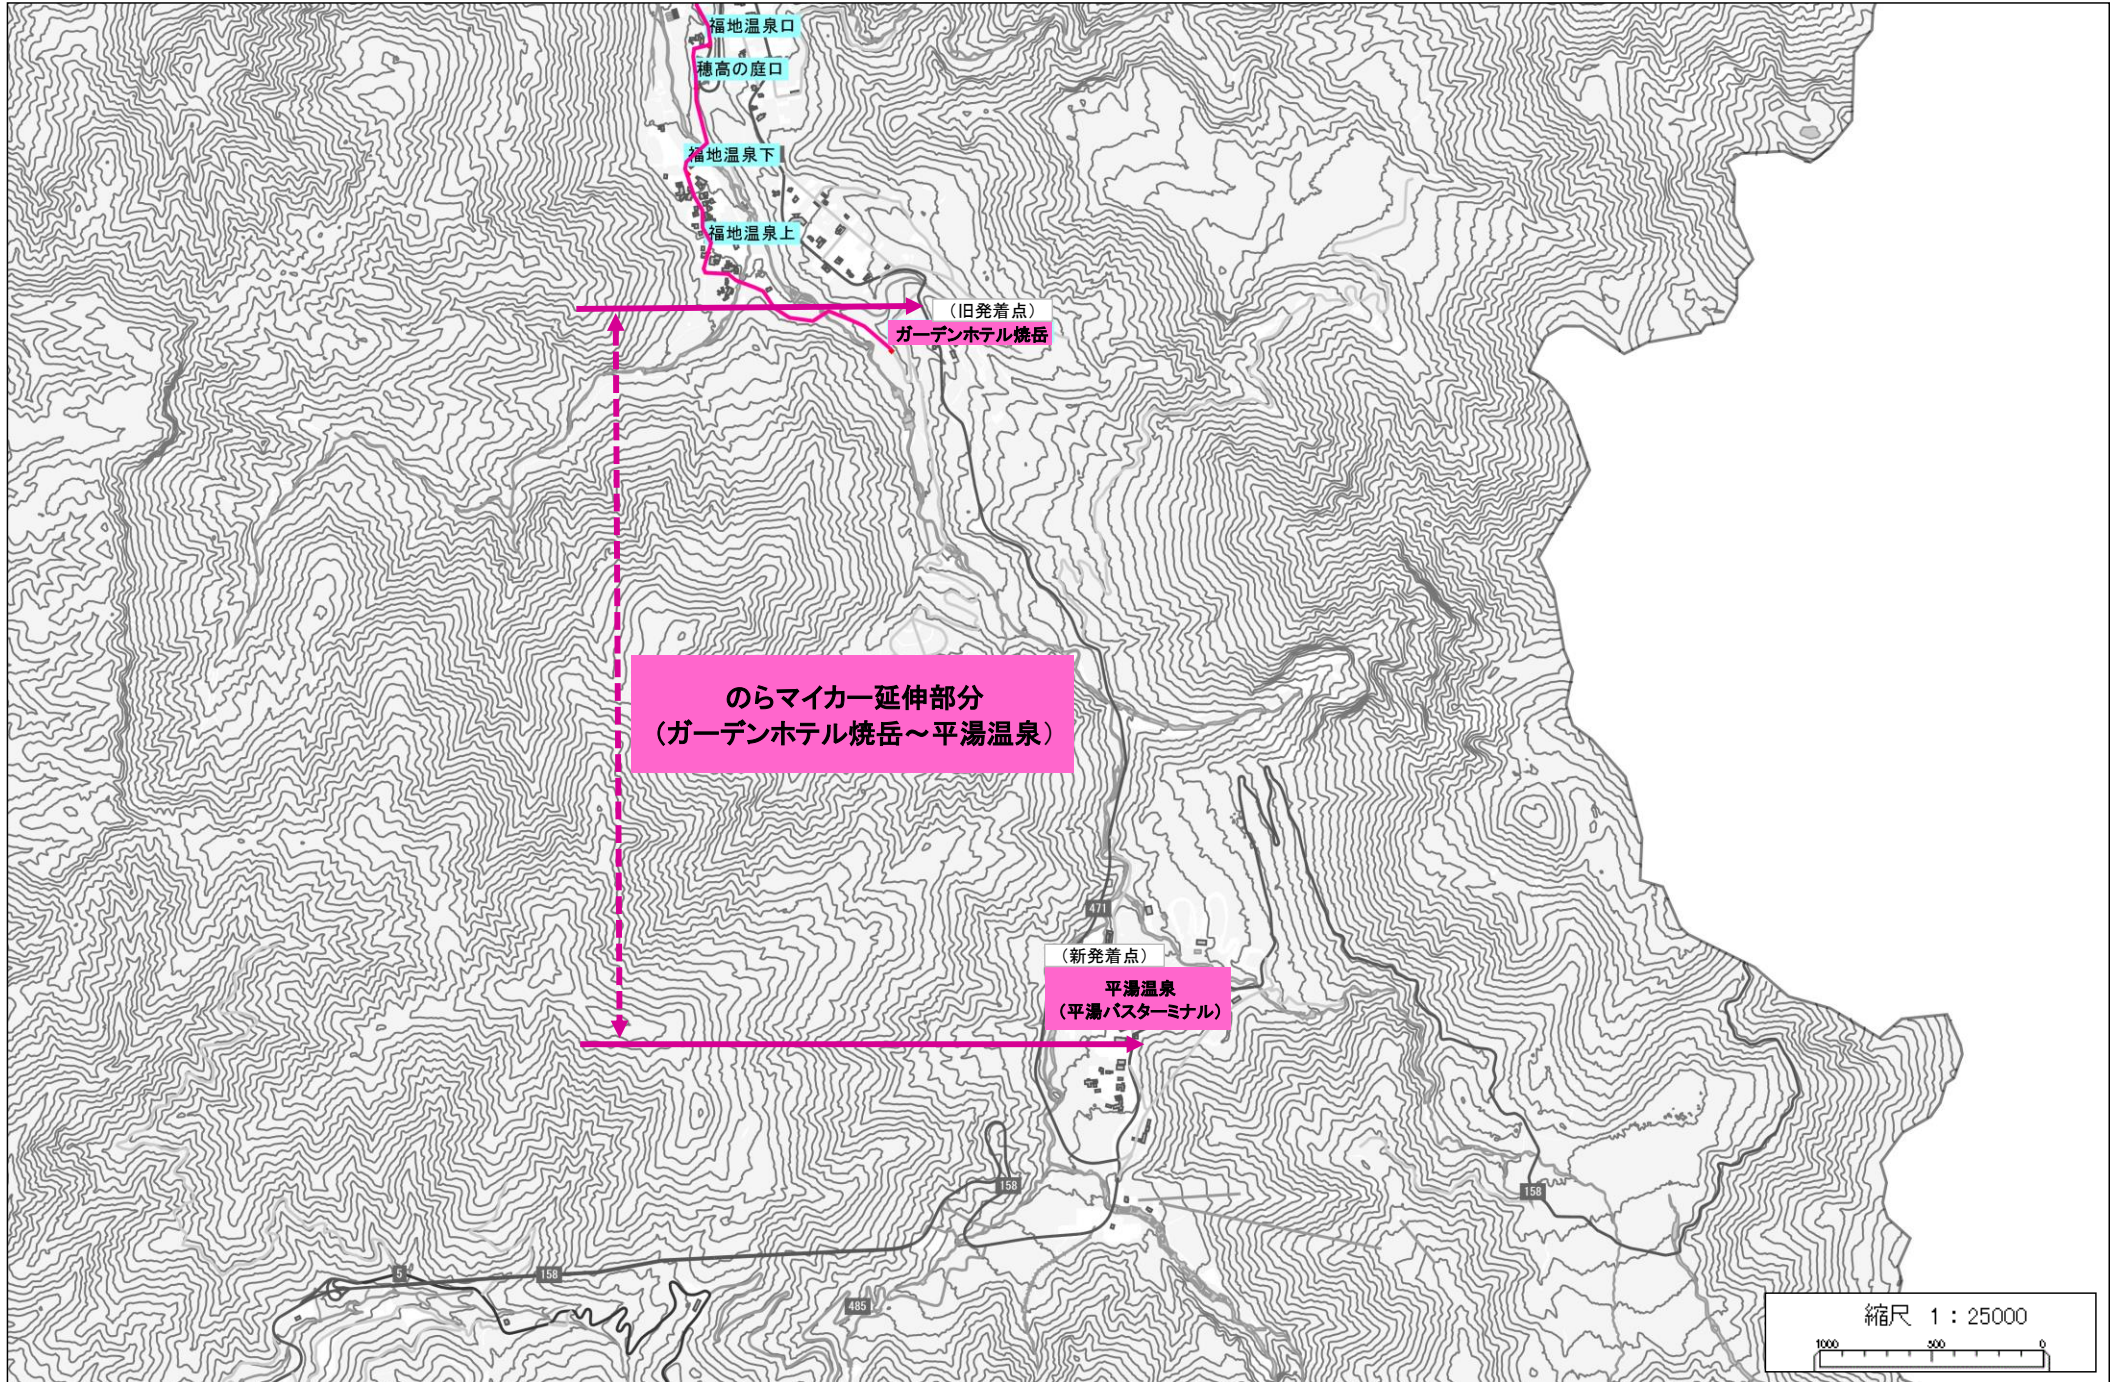 福地温泉口
穂高の庭口
福地温泉下
福地温泉上
（旧発着点）
ガーデンホテル焼岳
のらマイカー延伸部分
（ガーデンホテル焼岳～平湯温泉）
471
（新発着点）
平湯温泉
（平湯バスターミナル）
158
158
5
158
485
縮尺 1：25000
1000 500 0